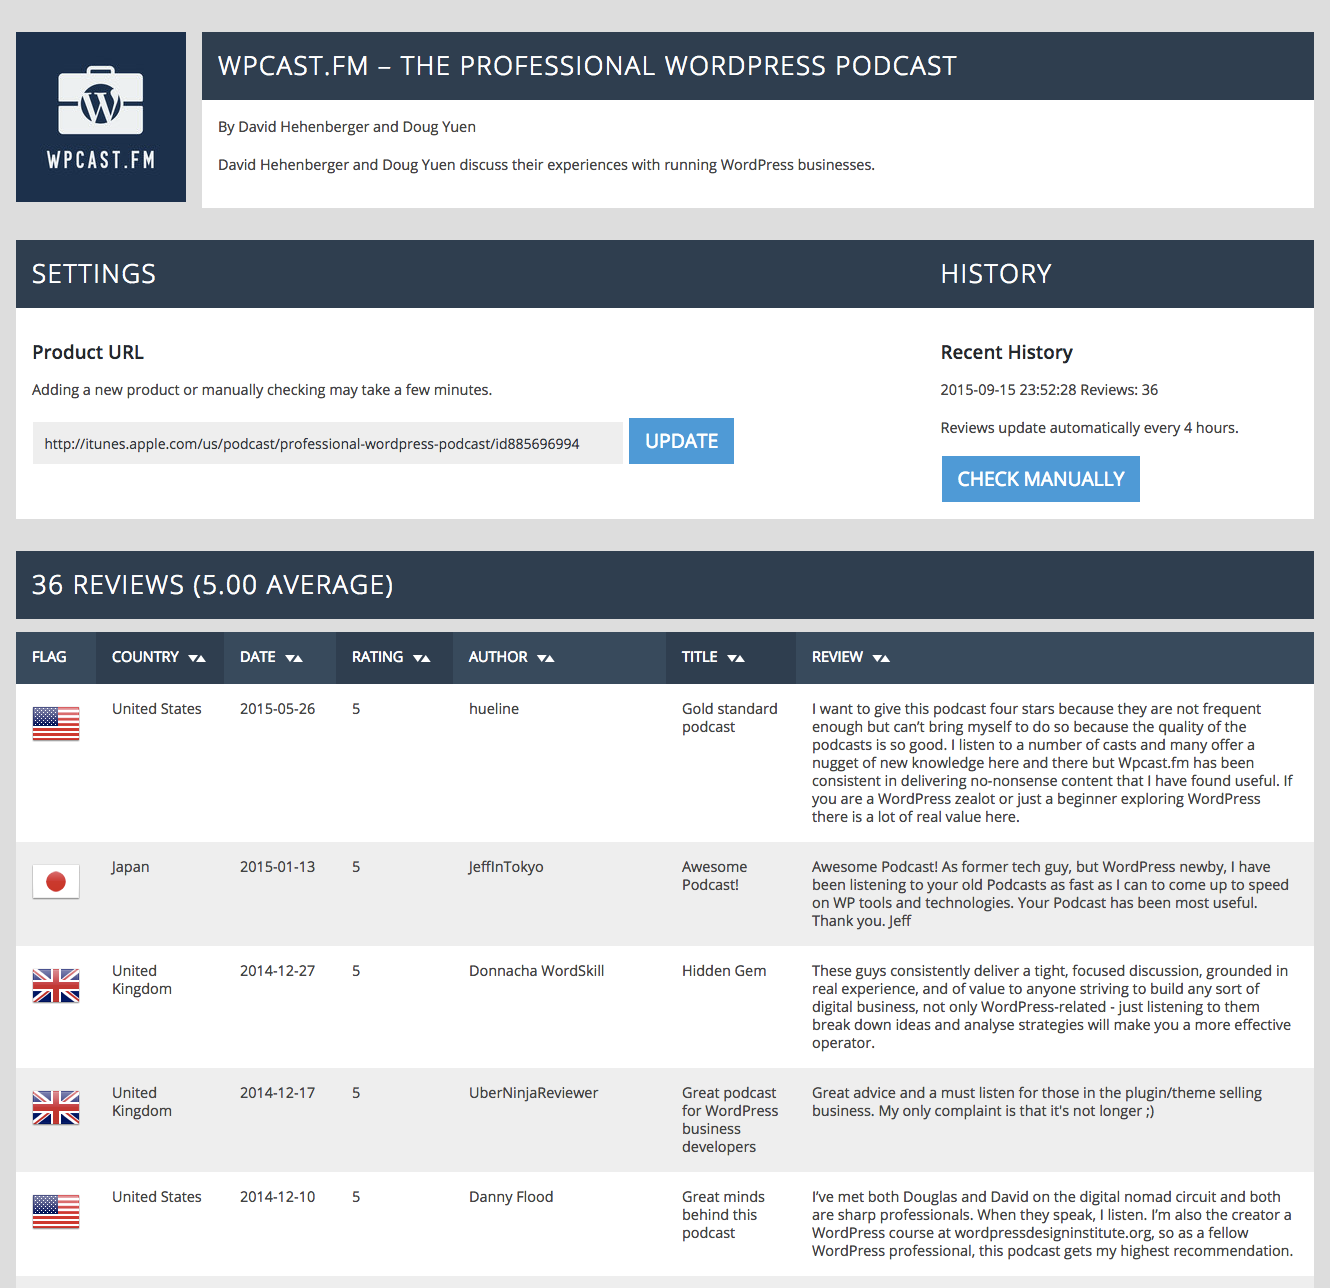 WPCAST.FM
WPCAST.FM – THE PROFESSIONAL WORDPRESS PODCAST
By David Hehenberger and Doug Yuen
David Hehenberger and Doug Yuen discuss their experiences with running WordPress businesses.
SETTINGS
Product URL
Adding a new product or manually checking may take a few minutes.
http://itunes.apple.com/us/podcast/professional-wordpress-podcast/id885696994
UPDATE
HISTORY
Recent History
2015-09-15 23:52:28 Reviews: 36
Reviews update automatically every 4 hours.
CHECK MANUALLY
36 REVIEWS (5.00 AVERAGE)
FLAG COUNTRY DATE RATING AUTHOR TITLE REVIEW
United States
2015-05-26
5
hueline
Gold standard
podcast
I want to give this podcast four stars because they are not frequent
enough but can’t bring myself to do so because the quality of the
podcasts is so good. I listen to a number of casts and many offer a
nugget of new knowledge here and there but Wpcast.fm has been
consistent in delivering no-nonsense content that I have found useful. If
you are a WordPress zealot or just a beginner exploring WordPress
there is a lot of real value here.
Japan
2015-01-13
5
JeffInTokyo
Awesome
Podcast!
Awesome Podcast! As former tech guy, but WordPress newby, I have
been listening to your old Podcasts as fast as I can to come up to speed
on WP tools and technologies. Your Podcast has been most useful.
Thank you. Jeff
United
Kingdom
2014-12-27
5
Donnacha WordSkill
Hidden Gem
These guys consistently deliver a tight, focused discussion, grounded in
real experience, and of value to anyone striving to build any sort of
digital business, not only WordPress-related - just listening to them
break down ideas and analyse strategies will make you a more effective
operator.
United
Kingdom
2014-12-17
5
UberNinjaReviewer
Great podcast
for WordPress
business
developers
Great advice and a must listen for those in the plugin/theme selling
business. My only complaint is that it's not longer ;)
United States
2014-12-10
5
Danny Flood
Great minds
behind this
podcast
I’ve met both Douglas and David on the digital nomad circuit and both
are sharp professionals. When they speak, I listen. I’m also the creator a
WordPress course at wordpressdesigninstitute.org, so as a fellow
WordPress professional, this podcast gets my highest recommendation.